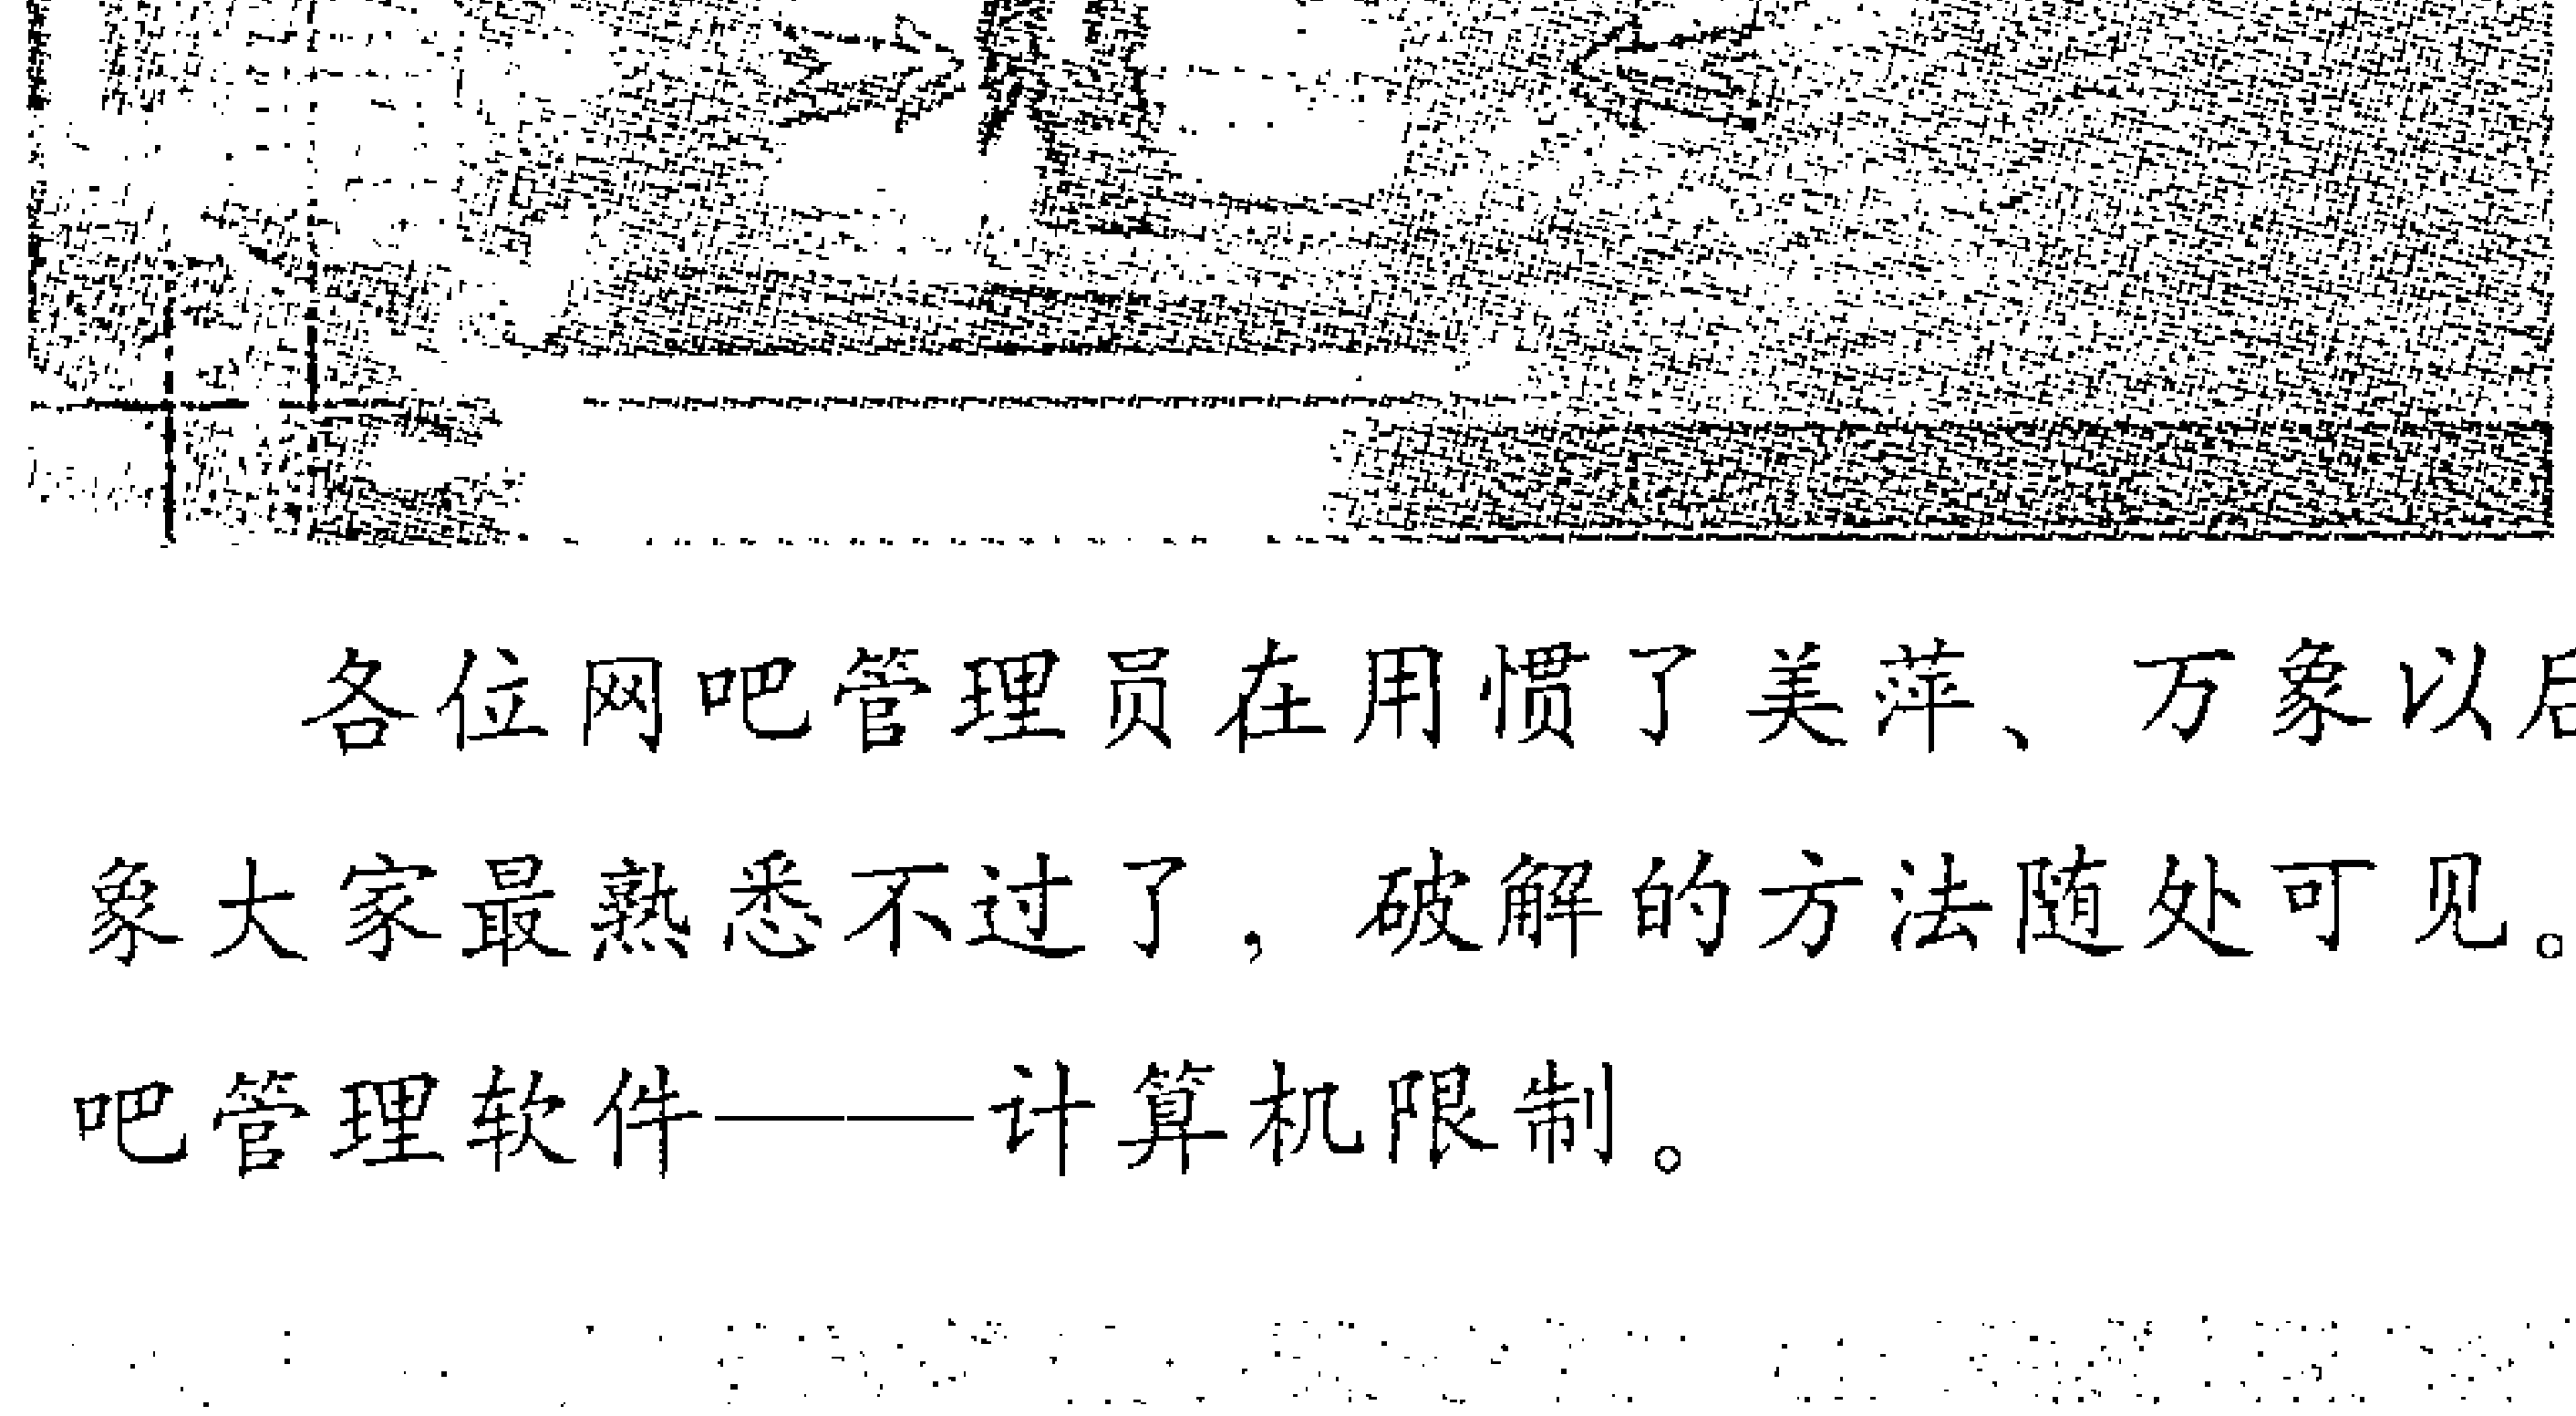 各位网吧管理员在用惯了美萍、万象以后
象大家最熟悉不过了，破解的方法随处可见。
吧管理软件——计算机限制。